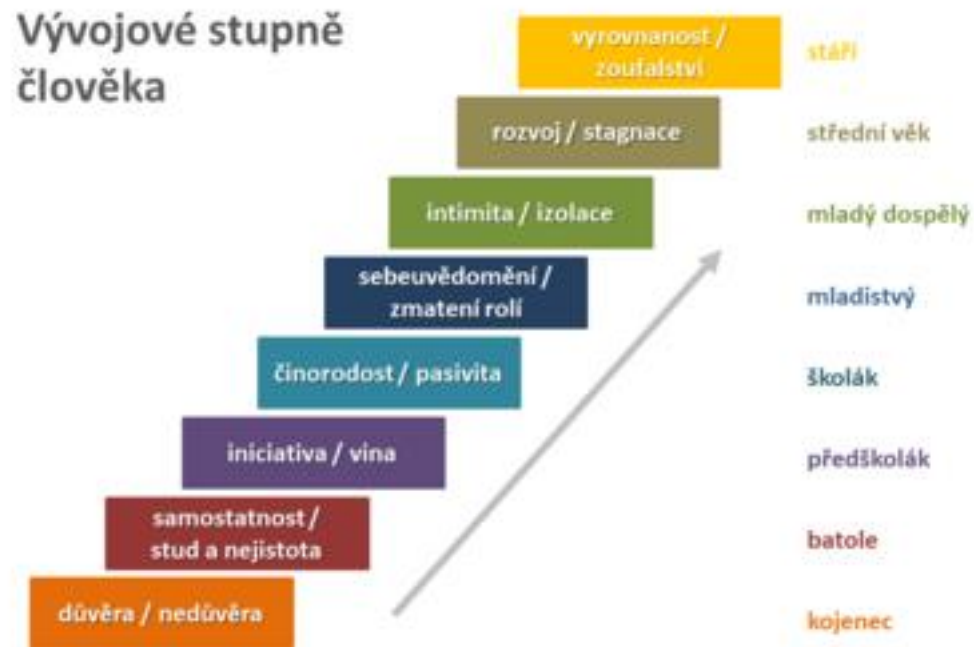 Vývojové stupně
člověka
vyrovnanost /
zoufalství
stáří
rozvoj / stagnace
střední věk
intimita / izolace
mladý dospělý
sebeuvědomění /
zmatení rolí
mladistvý
činorodost / pasivita
školák
iniciativa / vina
předškolák
samostatnost /
stud a nejistota
batole
důvěra / nedůvěra
kojenec